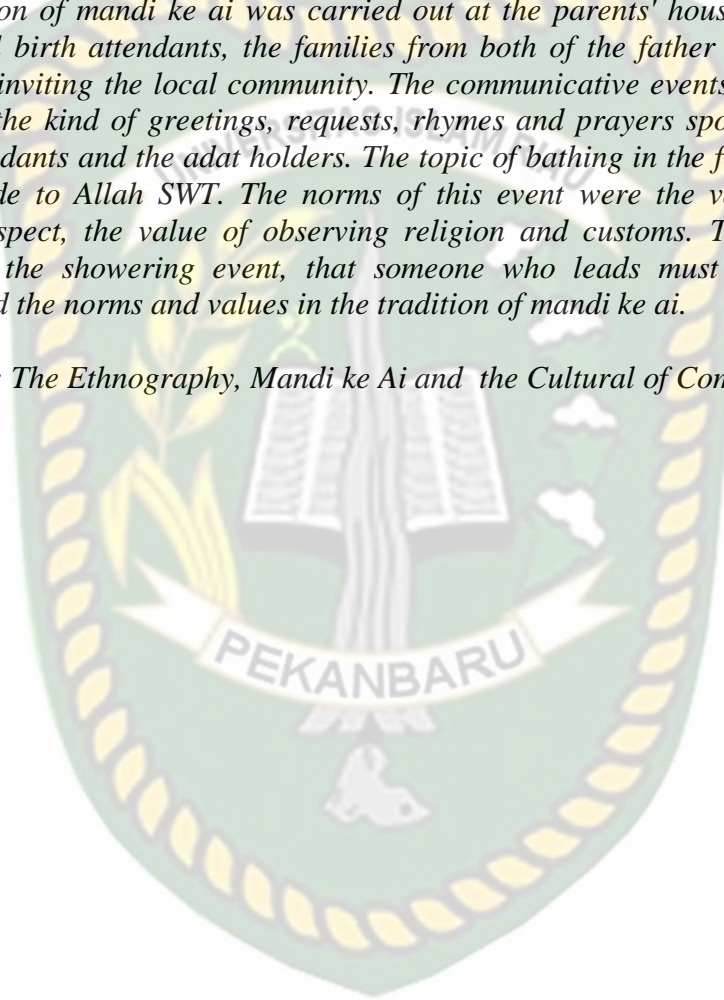 on of mandi ke ai was carried out at the parents' hous
birth attendants, the families from both of the father
inviting the local community. The communicative events
the kind of greetings, requests, rhymes and prayers spo
dants and the adat holders. The topic of bathing in the f
de to Allah SWT. The norms of this event were the v
spect, the value of observing religion and customs. T
the showering event, that someone who leads must
d the norms and values in the tradition of mandi ke ai.
The Ethnography, Mandi ke Ai and the Cultural of Con
UNIVERSITAS ISLAM RIAU
PEKANBARU